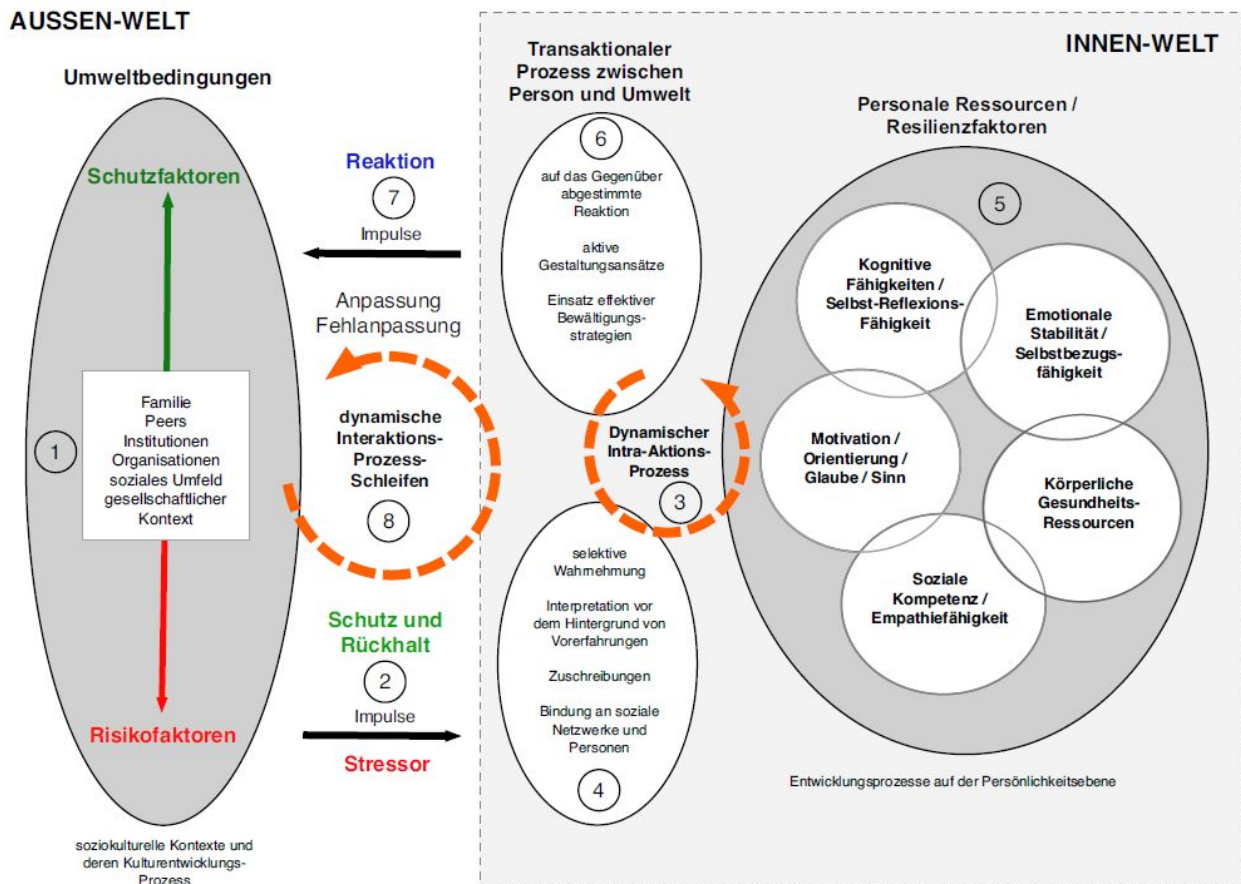 AUSSEN-WELT
Umweltbedingungen
Schutzfaktoren
1
Familie
Peers
Institutionen
Organisationen
soziales Umfeld
gesellschaftlicher
Kontext
Risikofaktoren
soziokulturelle Kontexte und
deren Kulturentwicklungs-
Prozess
Reaktion
7
Impulse
Anpassung
Fehlanpassung
dynamische
Interaktions-
Prozess-
Schleifen
8
Schutz und
Rückhalt
2
Impulse
Stressor
INNEN-WELT
Transaktionaler
Prozess zwischen
Person und Umwelt
6
auf das Gegenüber
abgestimmte
Reaktion
aktive
Gestaltungsansätze
Einsatz effektiver
Bewältigungs-
strategien
Dynamischer
Intra-Aktions-
Prozess
3
selektive
Wahrnehmung
Interpretation vor
dem Hintergrund von
Vorerfahrungen
Zuschreibungen
Bindung an soziale
Netzwerke und
Personen
4
Personale Ressourcen /
Resilienzfaktoren
5
Kognitive
Fähigkeiten /
Selbst-Reflexions-
Fähigkeit
Emotionale
Stabilität /
Selbstbezugs-
fähigkeit
Motivation /
Orientierung /
Glaube / Sinn
Körperliche
Gesundheits-
Ressourcen
Soziale
Kompetenz /
Empathiefähigkeit
Entwicklungsprozesse auf der Persönlichkeitsebene